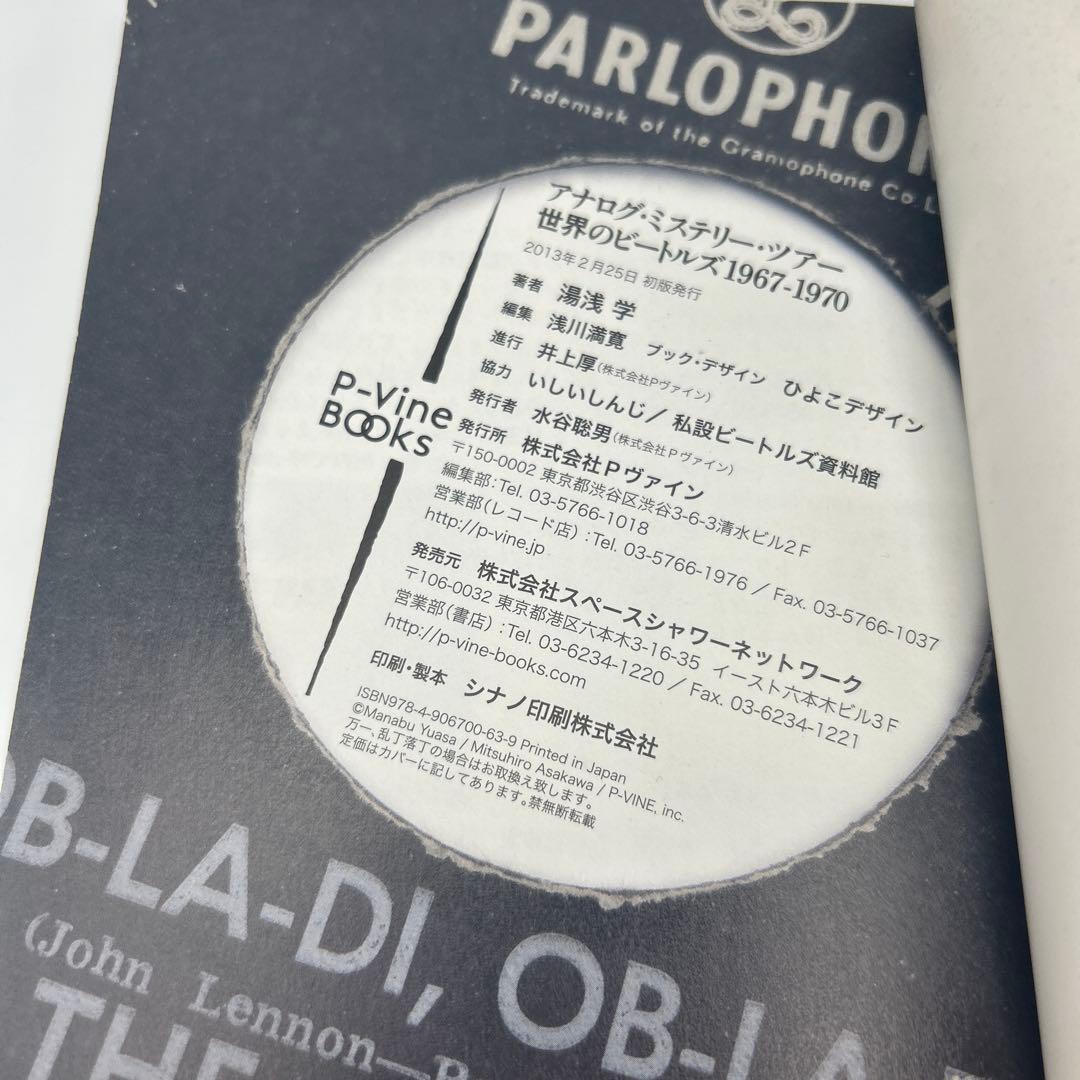 PARLOPHON
Trademark of the Gramophone Co. L
アナログ・ミステリー・ツアー
世界のビートルズ1967-1970
2013年2月25日 初版発行
著者 湯浅 学
編集 浅川満寛 ブック・デザイン ひよこデザイン
進行 井上厚(株式会社Pヴァイン)
協力 いしいしんじ/私設ビートルズ資料館
発行者 水谷聡男(株式会社Pヴァイン)
発行所 株式会社Pヴァイン
〒150-0002 東京都渋谷区渋谷3-6-3清水ビル2F
編集部:Tel. 03-5766-1018
営業部(レコード店):Tel. 03-5766-1976 / Fax. 03-5766-1037
http://p-vine.jp
発売元 株式会社スペースシャワーネットワーク
〒106-0032 東京都港区六本木3-16-35 イースト六本木ビル3F
営業部(書店):Tel. 03-6234-1220 / Fax. 03-6234-1221
http://p-vine-books.com
印刷・製本 シナノ印刷株式会社
ISBN978-4-906700-63-9 Printed in Japan
©Manabu Yuasa / Mitsuhiro Asakawa / P-VINE, inc.
万一、乱丁落丁の場合はお取換え致します。
定価はカバーに記してあります。禁無断転載
P-Vine
BOOks
OB-LA-DI, OB-LA
(John Lennon—P
THE